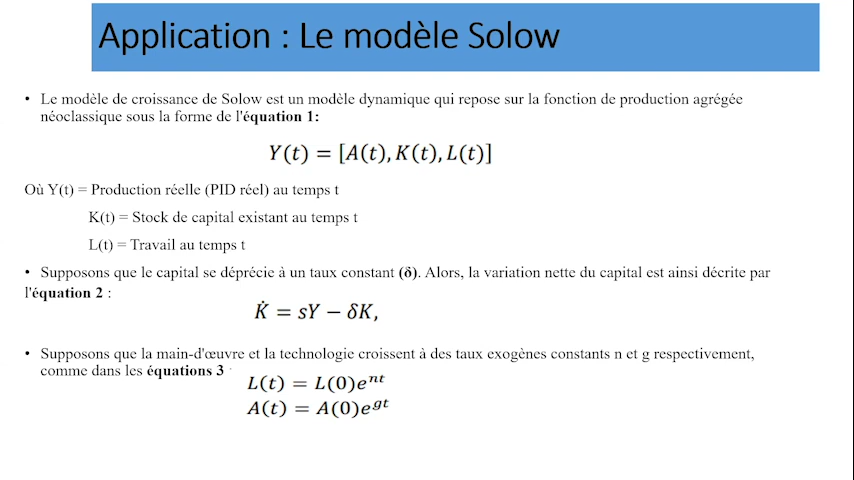 Application : Le modèle Solow
• Le modèle de croissance de Solow est un modèle dynamique qui repose sur la fonction de production agrégée
néoclassique sous la forme de l'équation 1:
Y(t) = [A(t), K(t), L(t)]
Où Y(t) = Production réelle (PID réel) au temps t
K(t) = Stock de capital existant au temps t
L(t) = Travail au temps t
• Supposons que le capital se déprécie à un taux constant (δ). Alors, la variation nette du capital est ainsi décrite par
l'équation 2 :
K̇ = sY − δK,
• Supposons que la main-d'œuvre et la technologie croissent à des taux exogènes constants n et g respectivement,
comme dans les équations 3
L(t) = L(0)eⁿᵗ
A(t) = A(0)eᵍᵗ